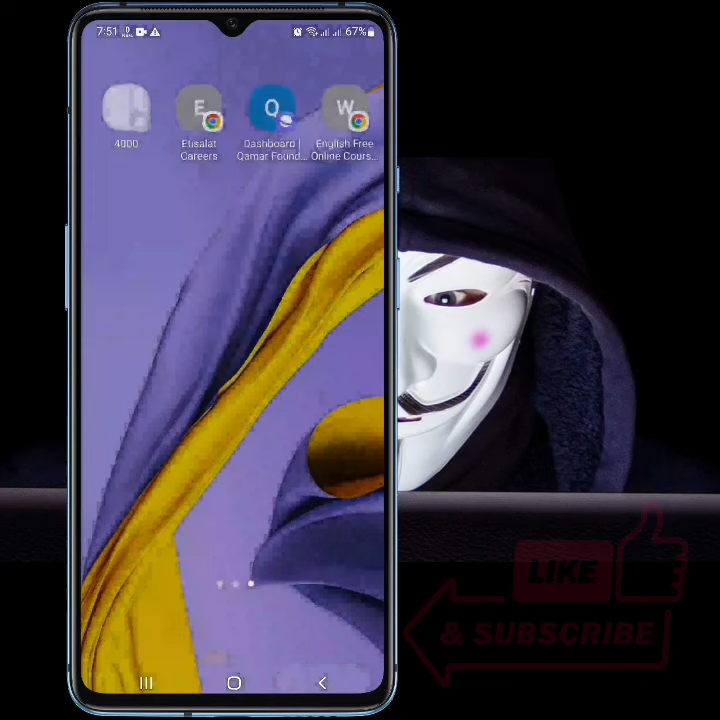 7:51
67%
E
Q
W
4000
Etisalat
Careers
Dashboard |
Qamar Found...
English Free
Online Cours...
LIKE
& SUBSCRIBE